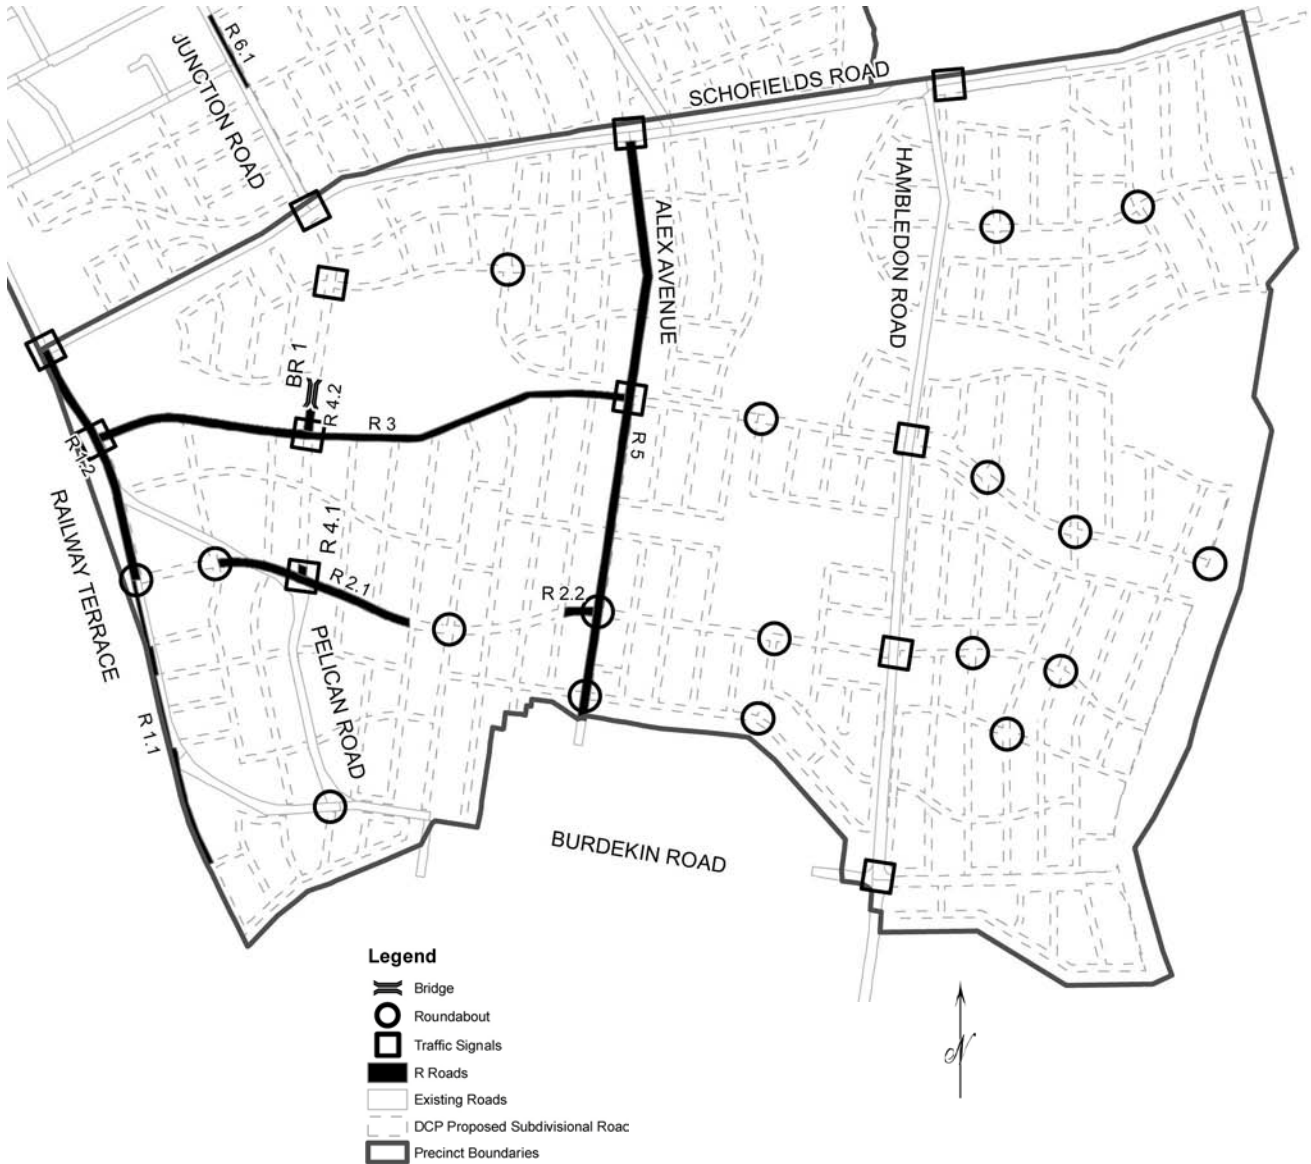 R 6.1
JUNCTION ROAD
SCHOFIELDS ROAD
HAMBLEDON ROAD
ALEX AVENUE
BR 1
R 4.2
R 3
R 1.2
R 5
RAILWAY TERRACE
R 4.1
R 2.1
R 2.2
PELICAN ROAD
R 1.1
BURDEKIN ROAD
Legend
Bridge
Roundabout
Traffic Signals
R Roads
Existing Roads
DCP Proposed Subdivisional Roac
Precinct Boundaries
N